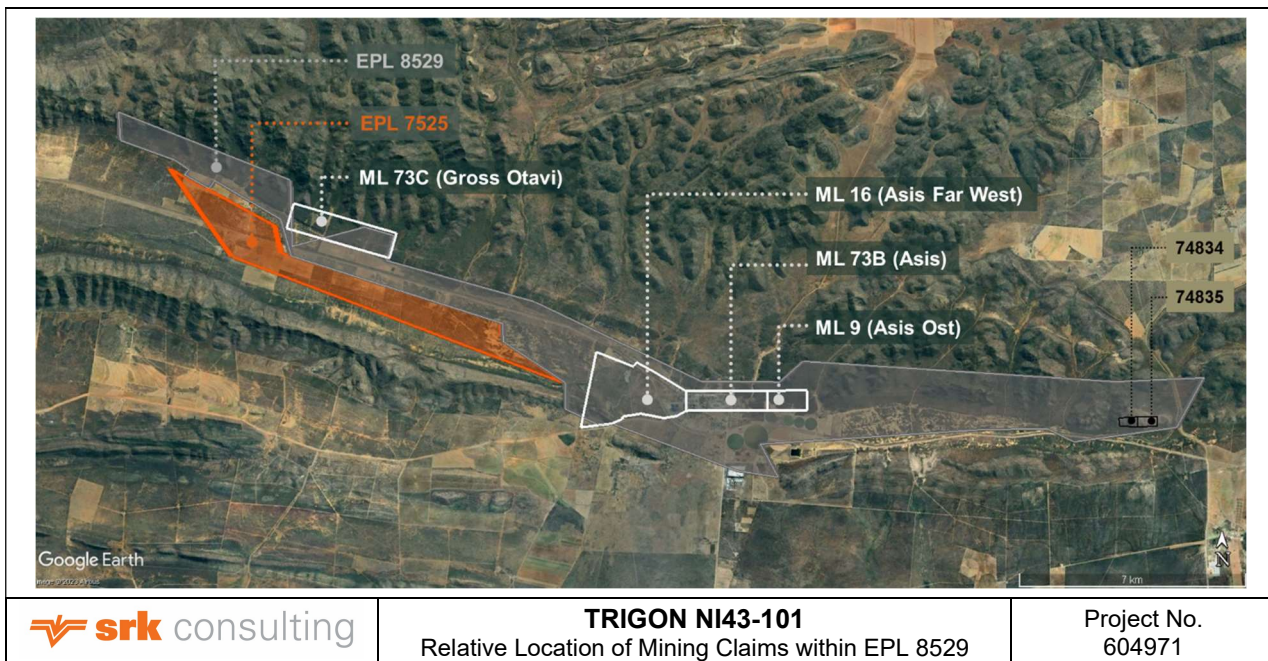 EPL 8529
EPL 7525
ML 73C (Gross Otavi)
ML 16 (Asis Far West)
ML 73B (Asis)
ML 9 (Asis Ost)
74834
74835
Google Earth
N
7 km
srk consulting
TRIGON NI43-101
Relative Location of Mining Claims within EPL 8529
Project No.
604971